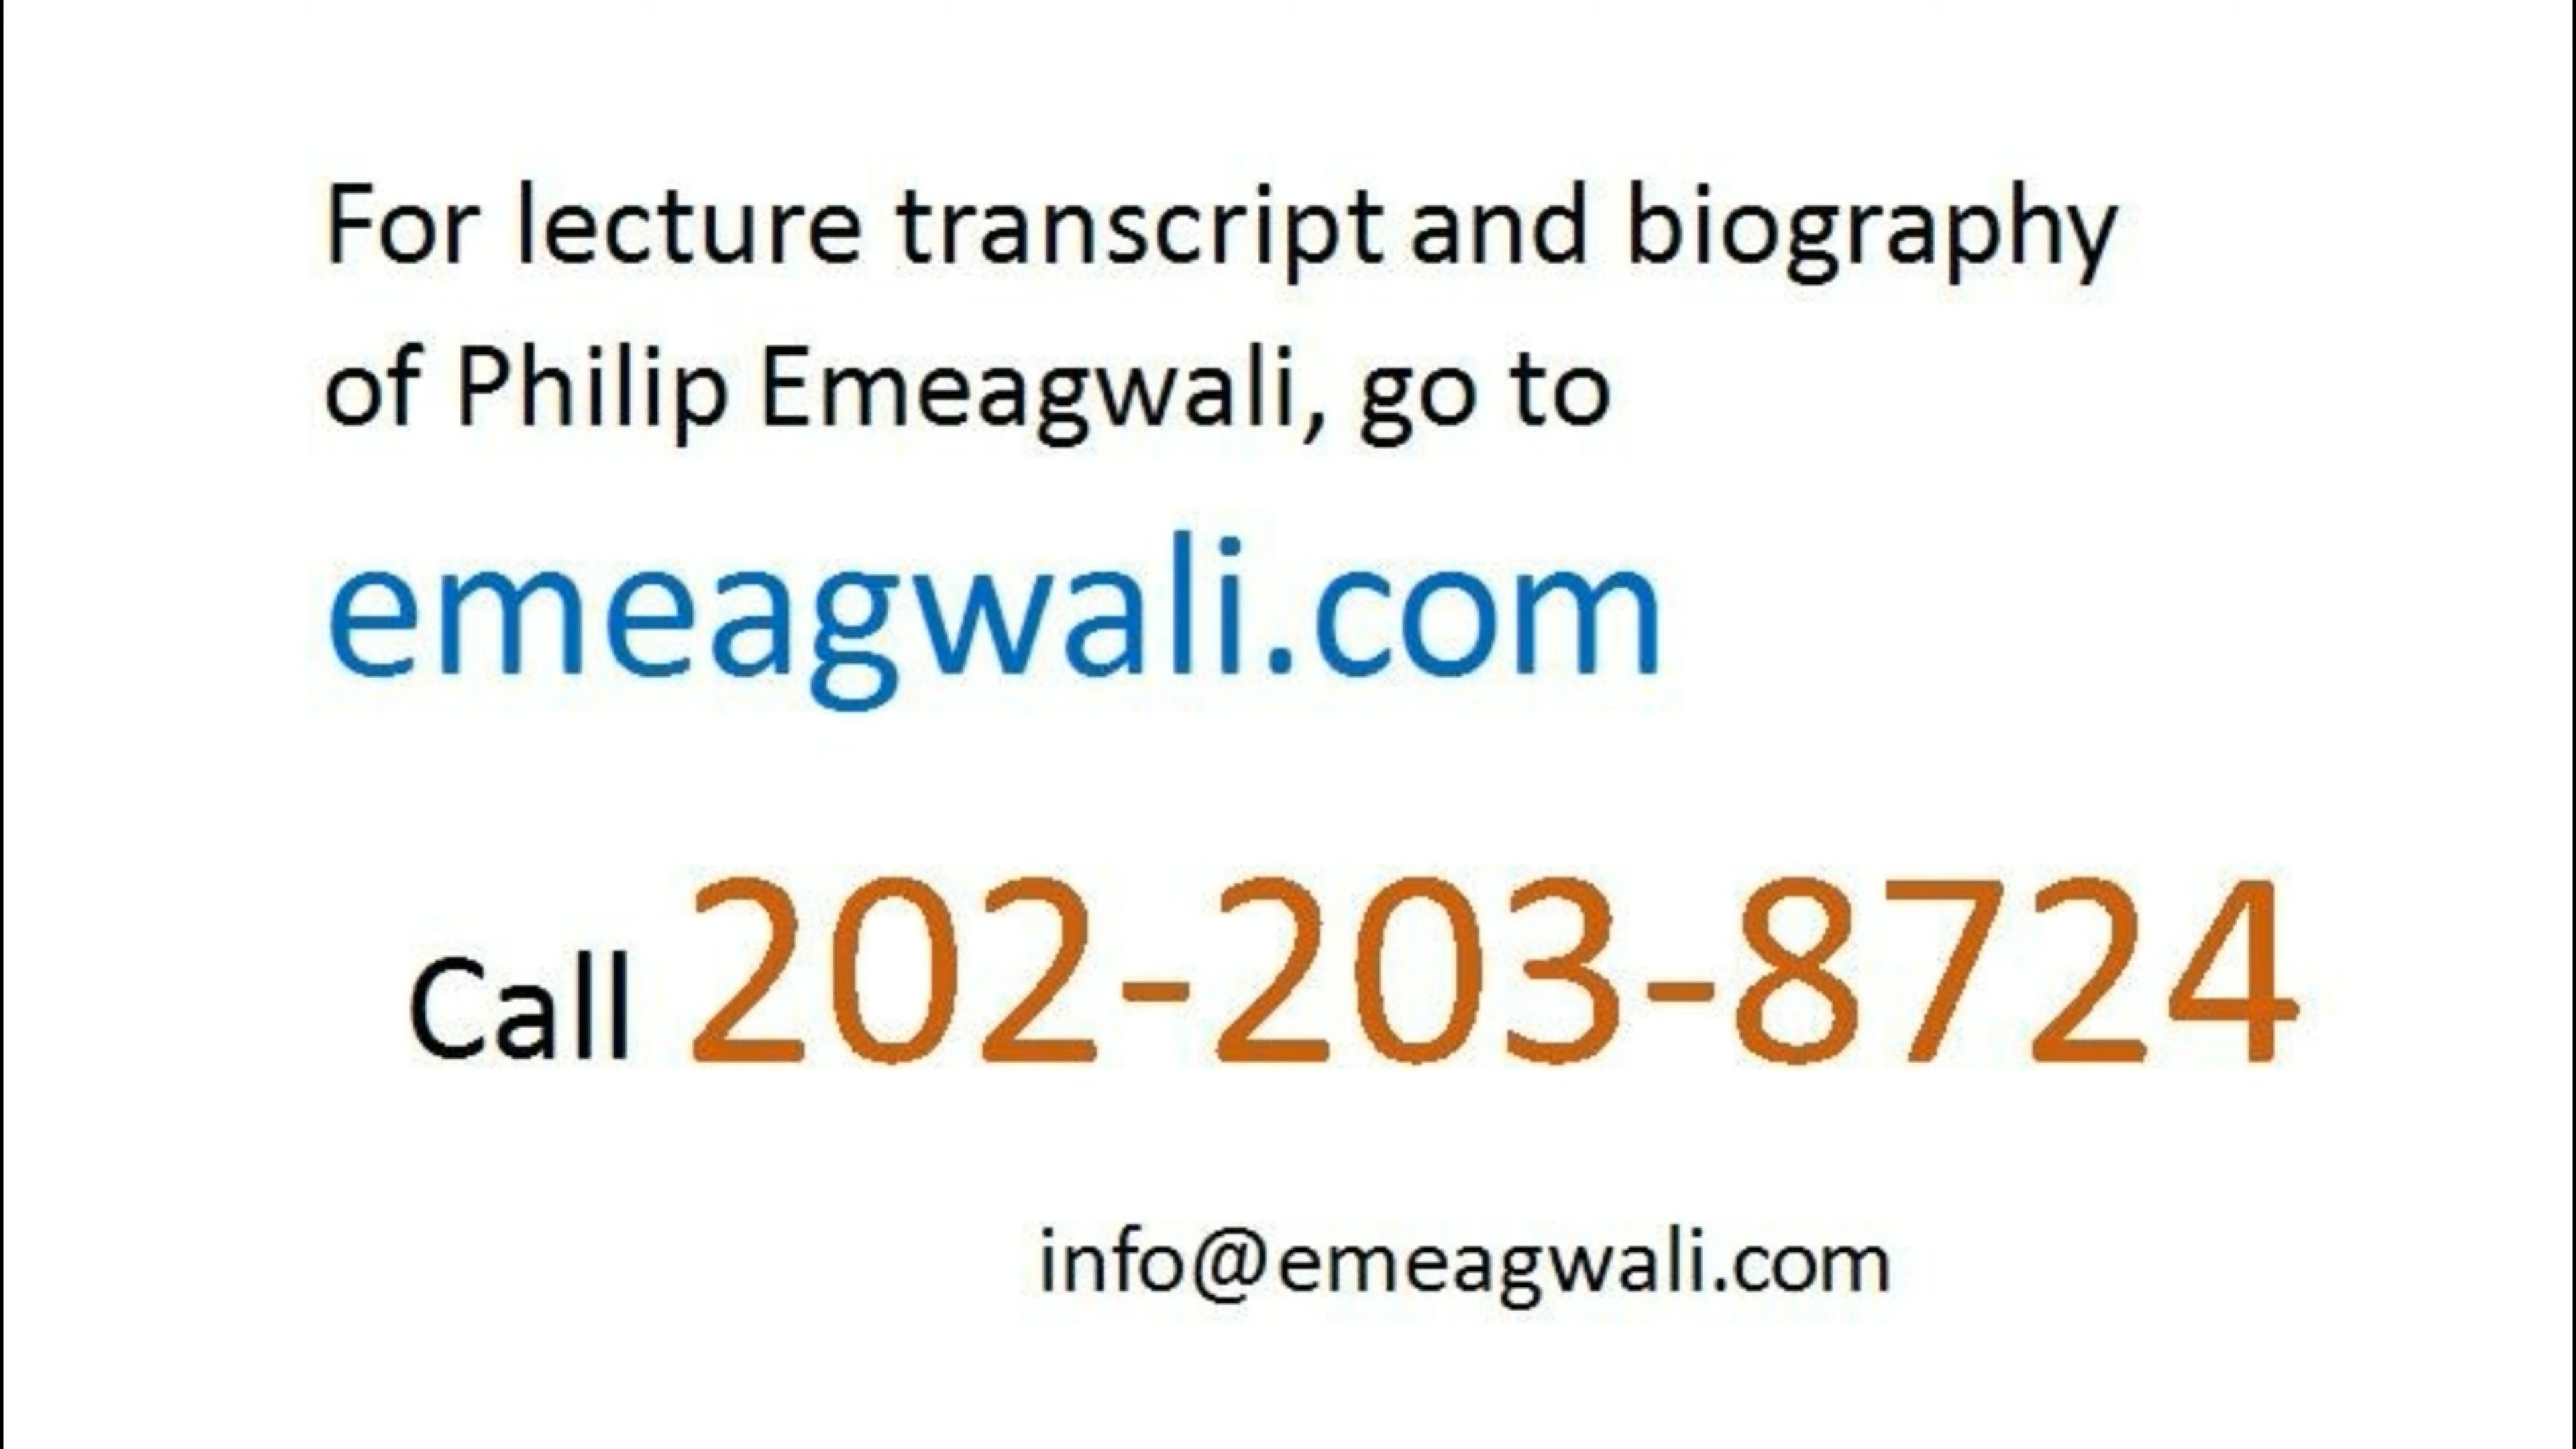 For lecture transcript and biography
of Philip Emeagwali, go to
emeagwali.com
Call 202-203-8724
info@emeagwali.com